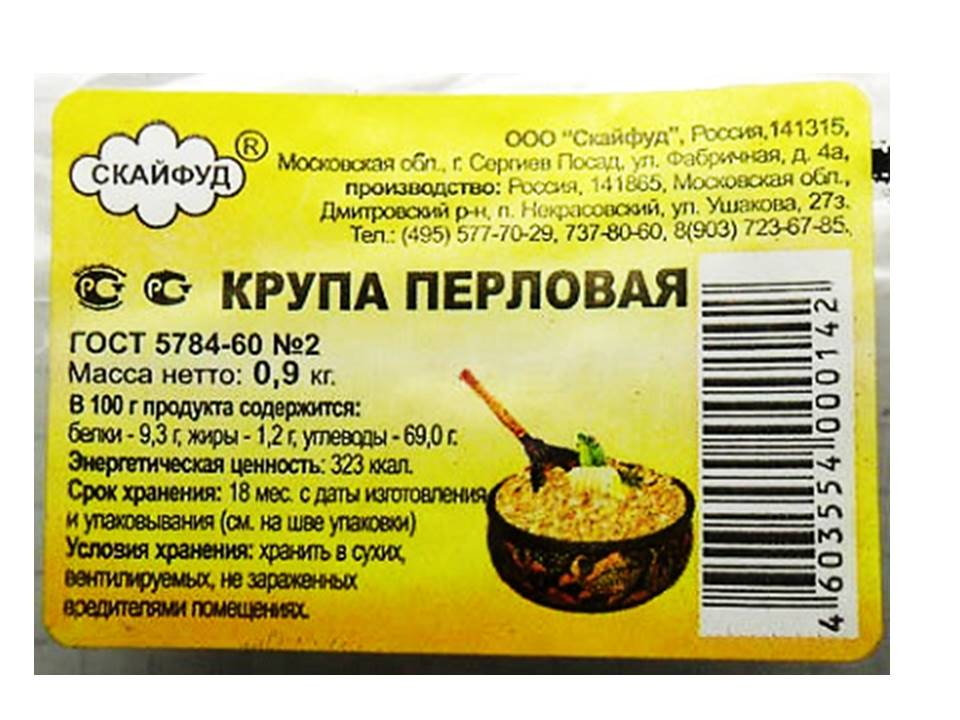 СКАЙФУД ®
ООО "Скайфуд", Россия,141315,
Московская обл., г. Сергиев Посад, ул. Фабричная, д. 4а,
производство: Россия, 141865, Московская обл.,
Дмитровский р-н, п. Некрасовский, ул. Ушакова, 27з.
Тел.: (495) 577-70-29, 737-80-60, 8(903) 723-67-85.
РС РС КРУПА ПЕРЛОВАЯ
ГОСТ 5784-60 №2
Масса нетто: 0,9 кг.
В 100 г продукта содержится:
белки - 9,3 г, жиры - 1,2 г, углеводы - 69,0 г.
Энергетическая ценность: 323 ккал.
Срок хранения: 18 мес. с даты изготовления
и упаковывания (см. на шве упаковки)
Условия хранения: хранить в сухих,
вентилируемых, не зараженных
вредителями помещениях.
4 603554 000142